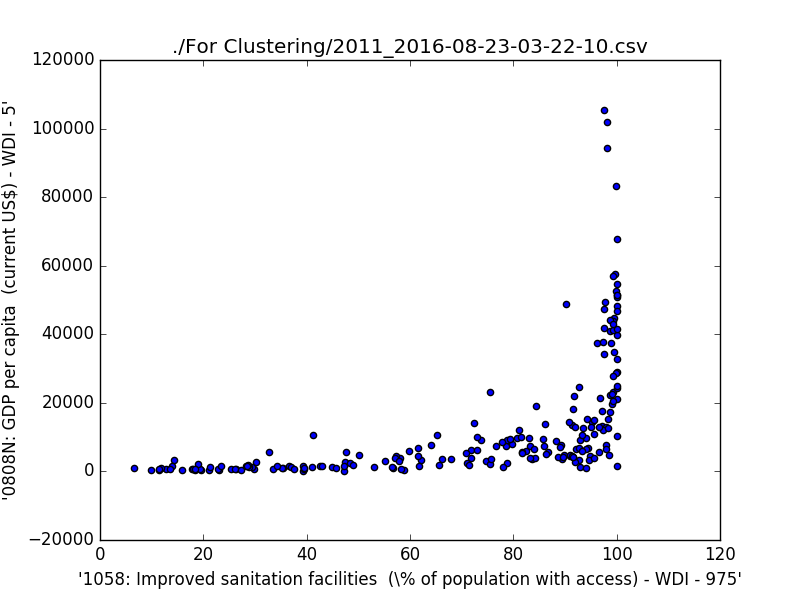 ./For Clustering/2011_2016-08-23-03-22-10.csv
120000
100000
80000
60000
40000
20000
0
−20000
'0808N: GDP per capita  (current US$) - WDI - 5'
0 20 40 60 80 100 120
'1058: Improved sanitation facilities  (\% of population with access) - WDI - 975'